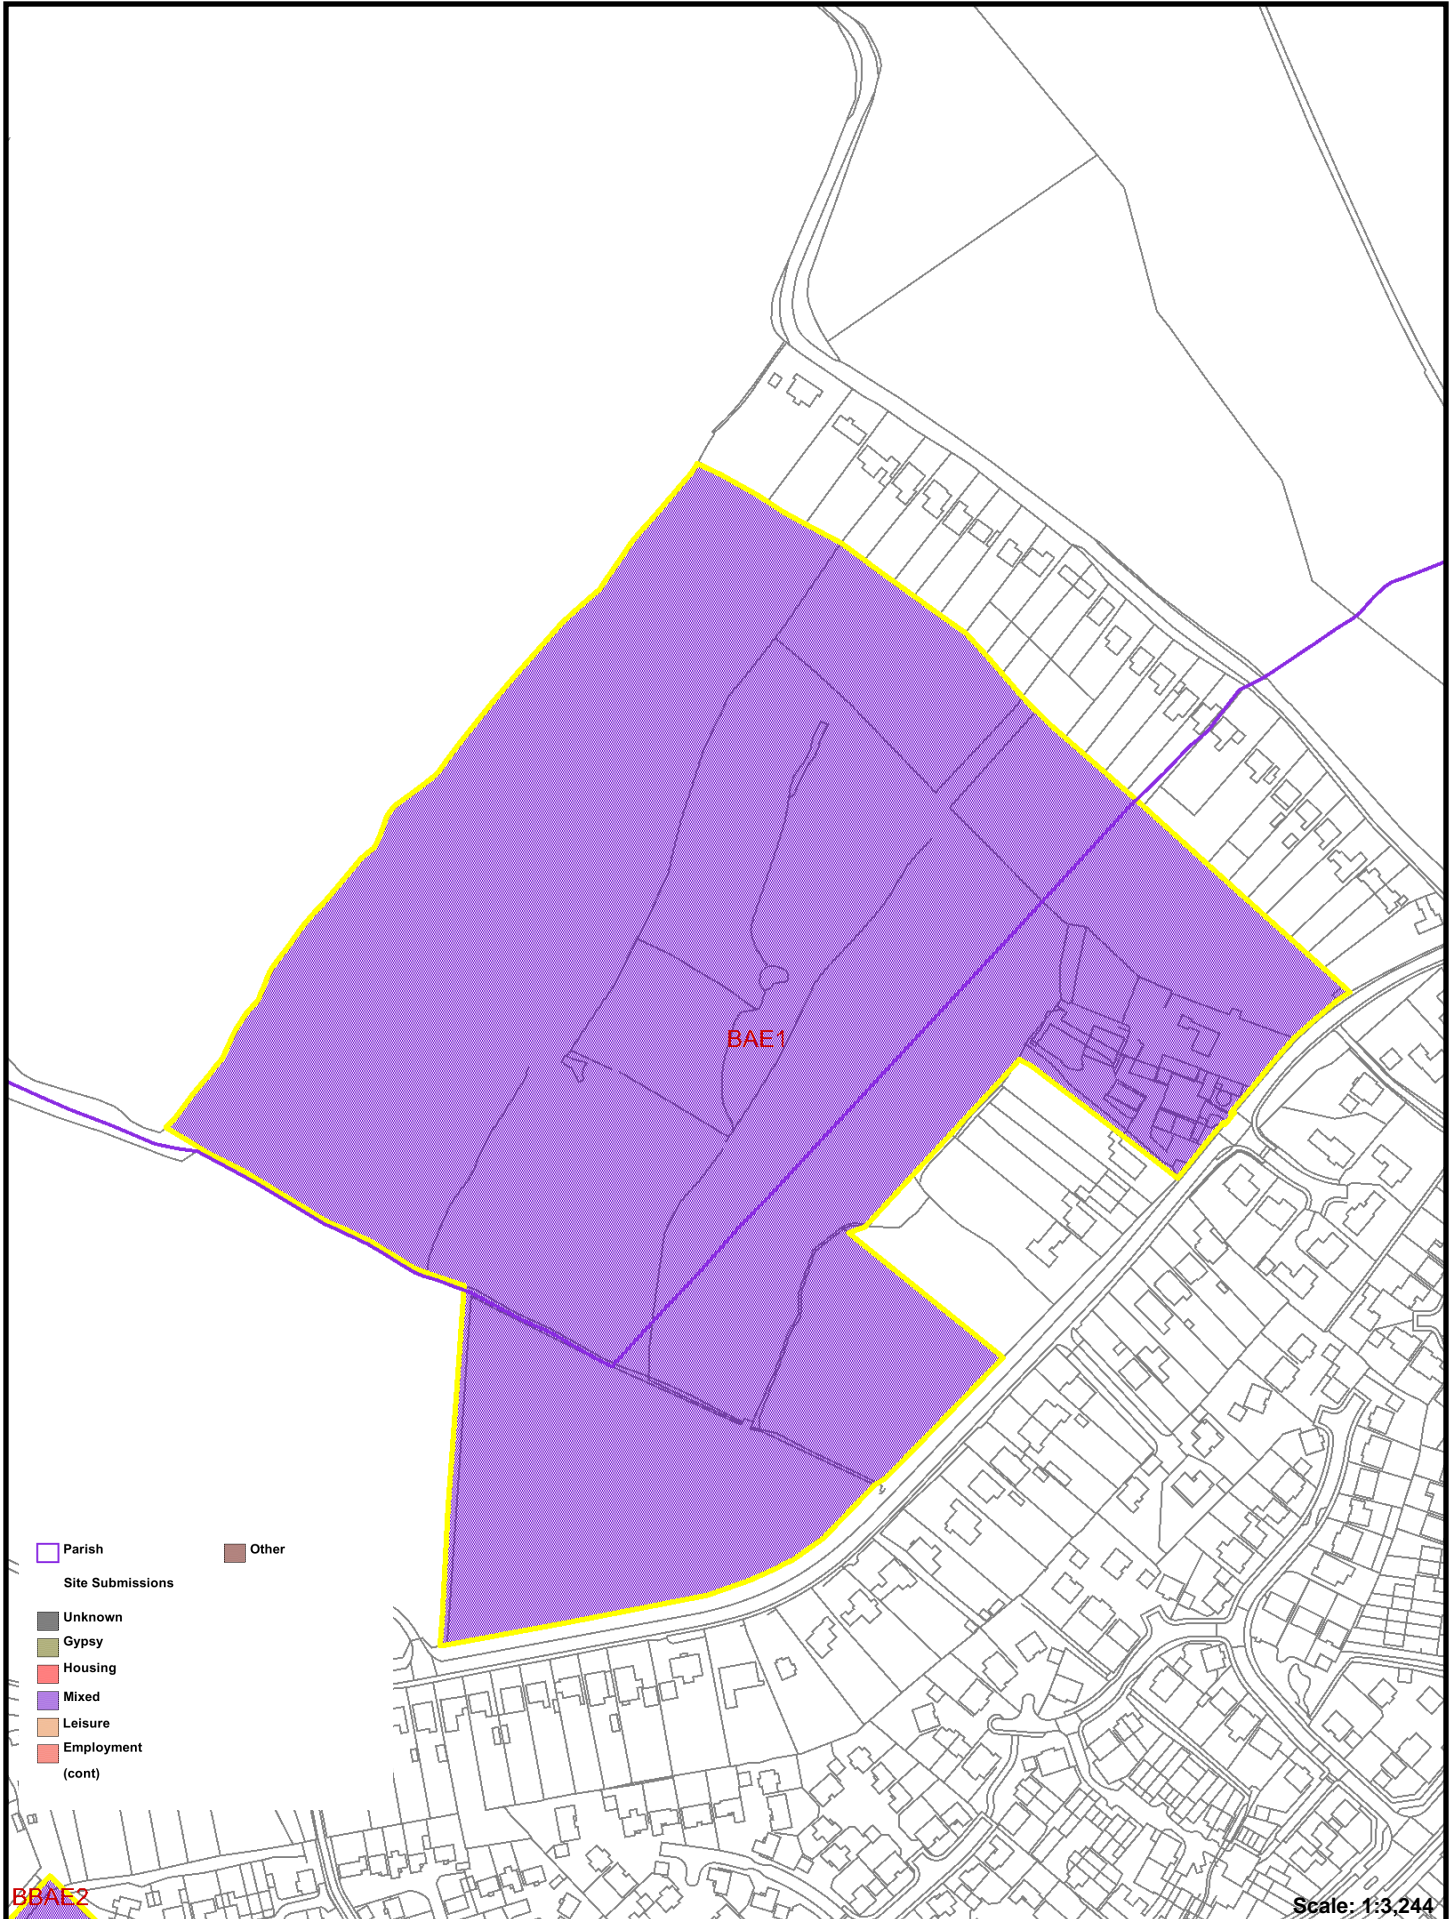 BAE1
Parish
Other
Site Submissions
Unknown
Gypsy
Housing
Mixed
Leisure
Employment
(cont)
BBAE2
Scale: 1:3,244